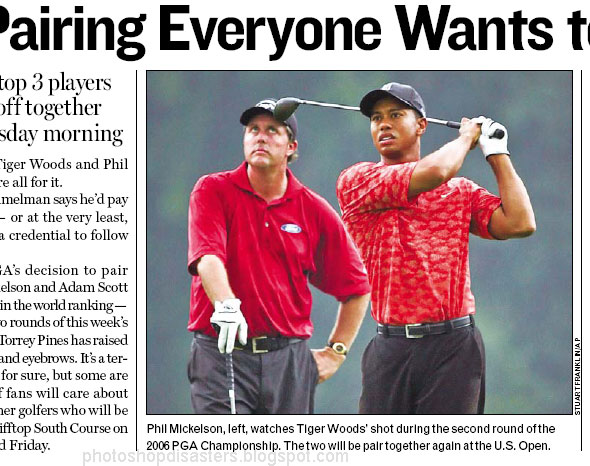 Pairing Everyone Wants to
top 3 players
off together
sday morning
Tiger Woods and Phil
re all for it.
melman says he'd pay
— or at the very least,
a credential to follow
GA's decision to pair
elson and Adam Scott
in the world ranking —
o rounds of this week's
Torrey Pines has raised
and eyebrows. It's a ter-
for sure, but some are
f fans will care about
her golfers who will be
ifftop South Course on
d Friday.
STUART FRANKLIN/AP
Phil Mickelson, left, watches Tiger Woods' shot during the second round of the
2006 PGA Championship. The two will be pair together again at the U.S. Open.
photoshopdisasters.blogspot.com